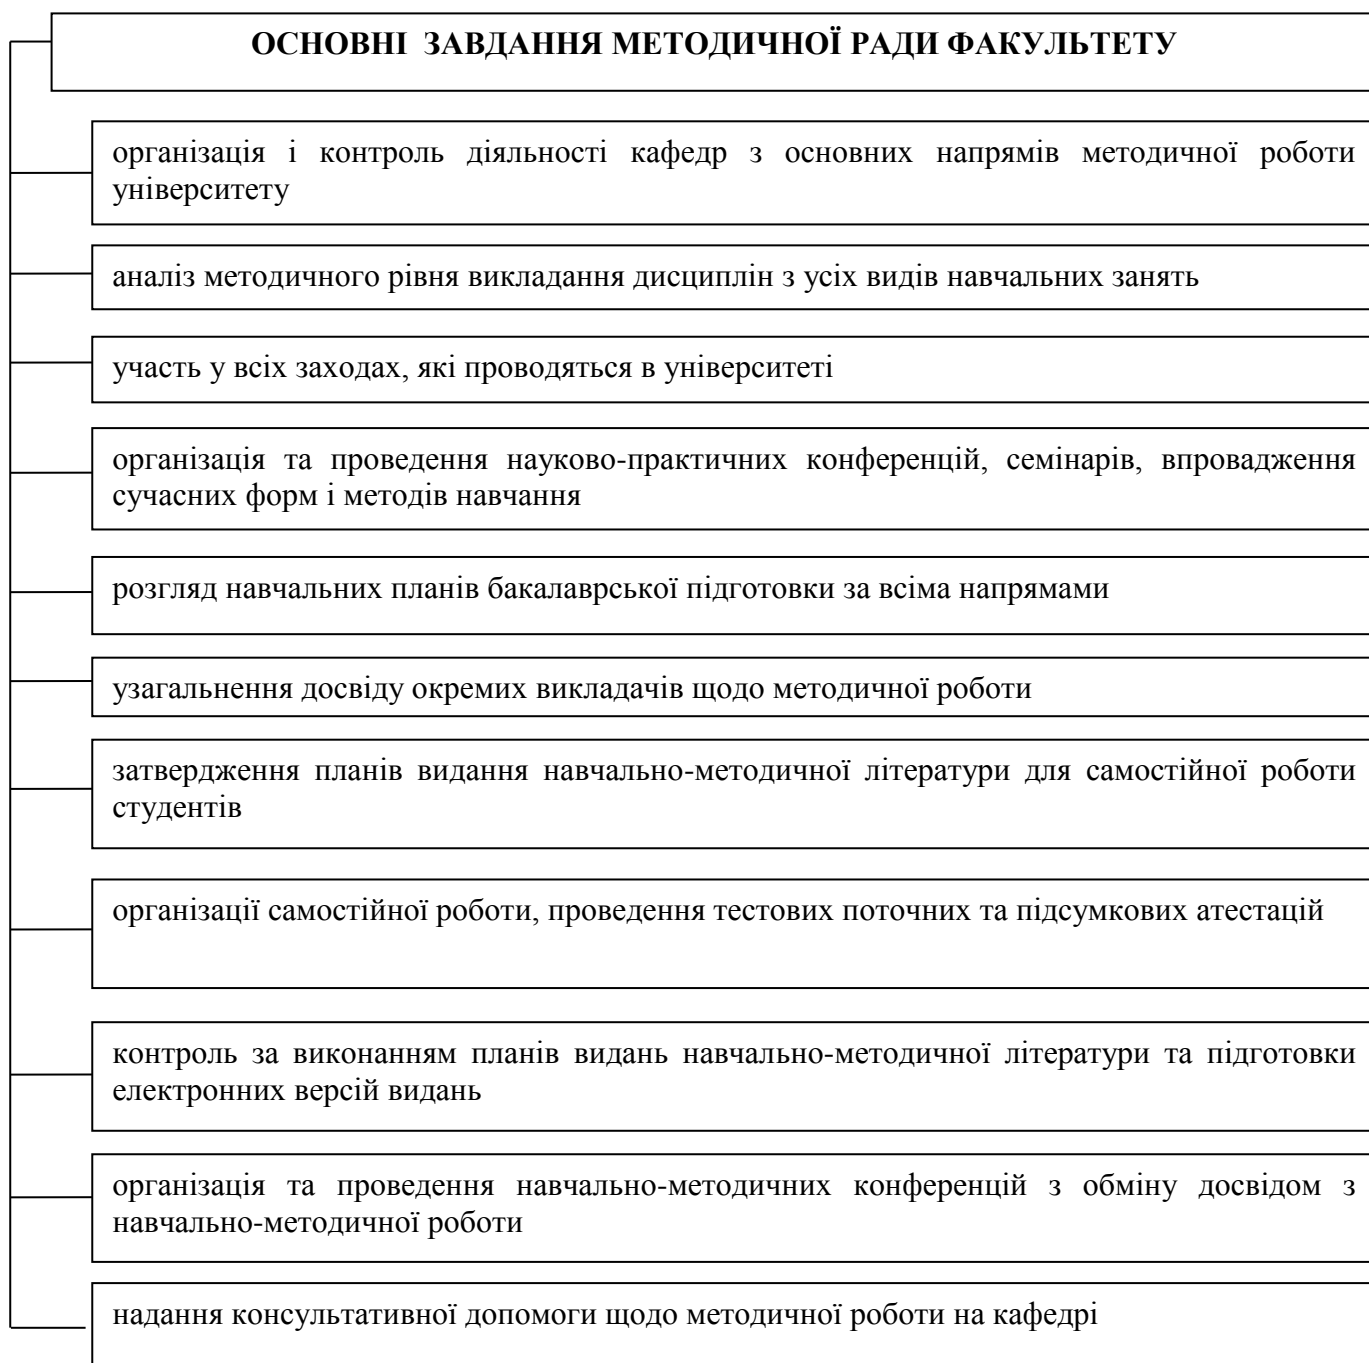 ОСНОВНІ ЗАВДАННЯ МЕТОДИЧНОЇ РАДИ ФАКУЛЬТЕТУ
організація і контроль діяльності кафедр з основних напрямів методичної роботи
університету
аналіз методичного рівня викладання дисциплін з усіх видів навчальних занять
участь у всіх заходах, які проводяться в університеті
організація та проведення науково-практичних конференцій, семінарів, впровадження
сучасних форм і методів навчання
розгляд навчальних планів бакалаврської підготовки за всіма напрямами
узагальнення досвіду окремих викладачів щодо методичної роботи
затвердження планів видання навчально-методичної літератури для самостійної роботи
студентів
організації самостійної роботи, проведення тестових поточних та підсумкових атестацій
контроль за виконанням планів видань навчально-методичної літератури та підготовки
електронних версій видань
організація та проведення навчально-методичних конференцій з обміну досвідом з
навчально-методичної роботи
надання консультативної допомоги щодо методичної роботи на кафедрі